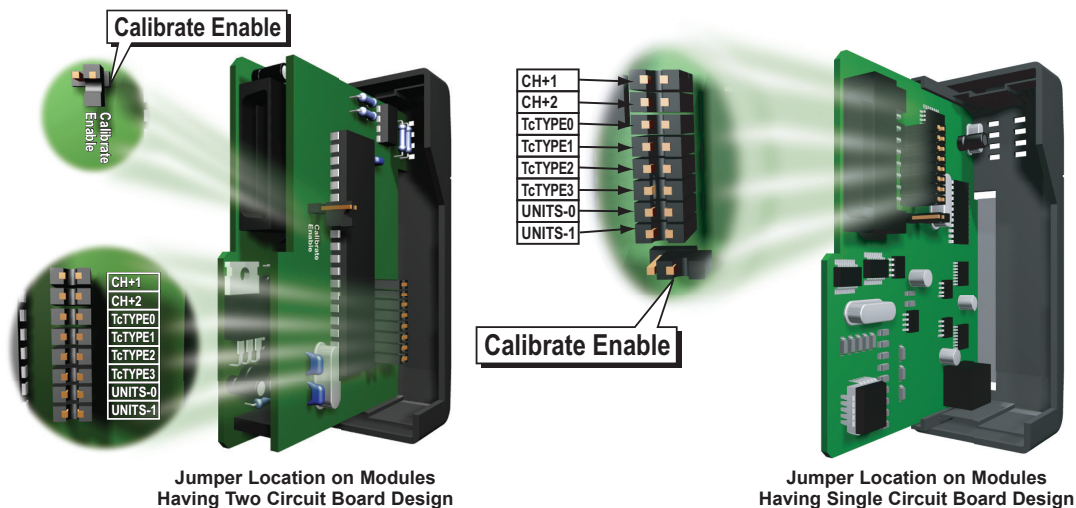 Calibrate Enable
Calibrate
Enable
CH+1
CH+2
TcTYPE0
TcTYPE1
TcTYPE2
TcTYPE3
UNITS-0
UNITS-1
Calibrate
Enable
Jumper Location on Modules
Having Two Circuit Board Design
CH+1
CH+2
TcTYPE0
TcTYPE1
TcTYPE2
TcTYPE3
UNITS-0
UNITS-1
Calibrate Enable
Jumper Location on Modules
Having Single Circuit Board Design